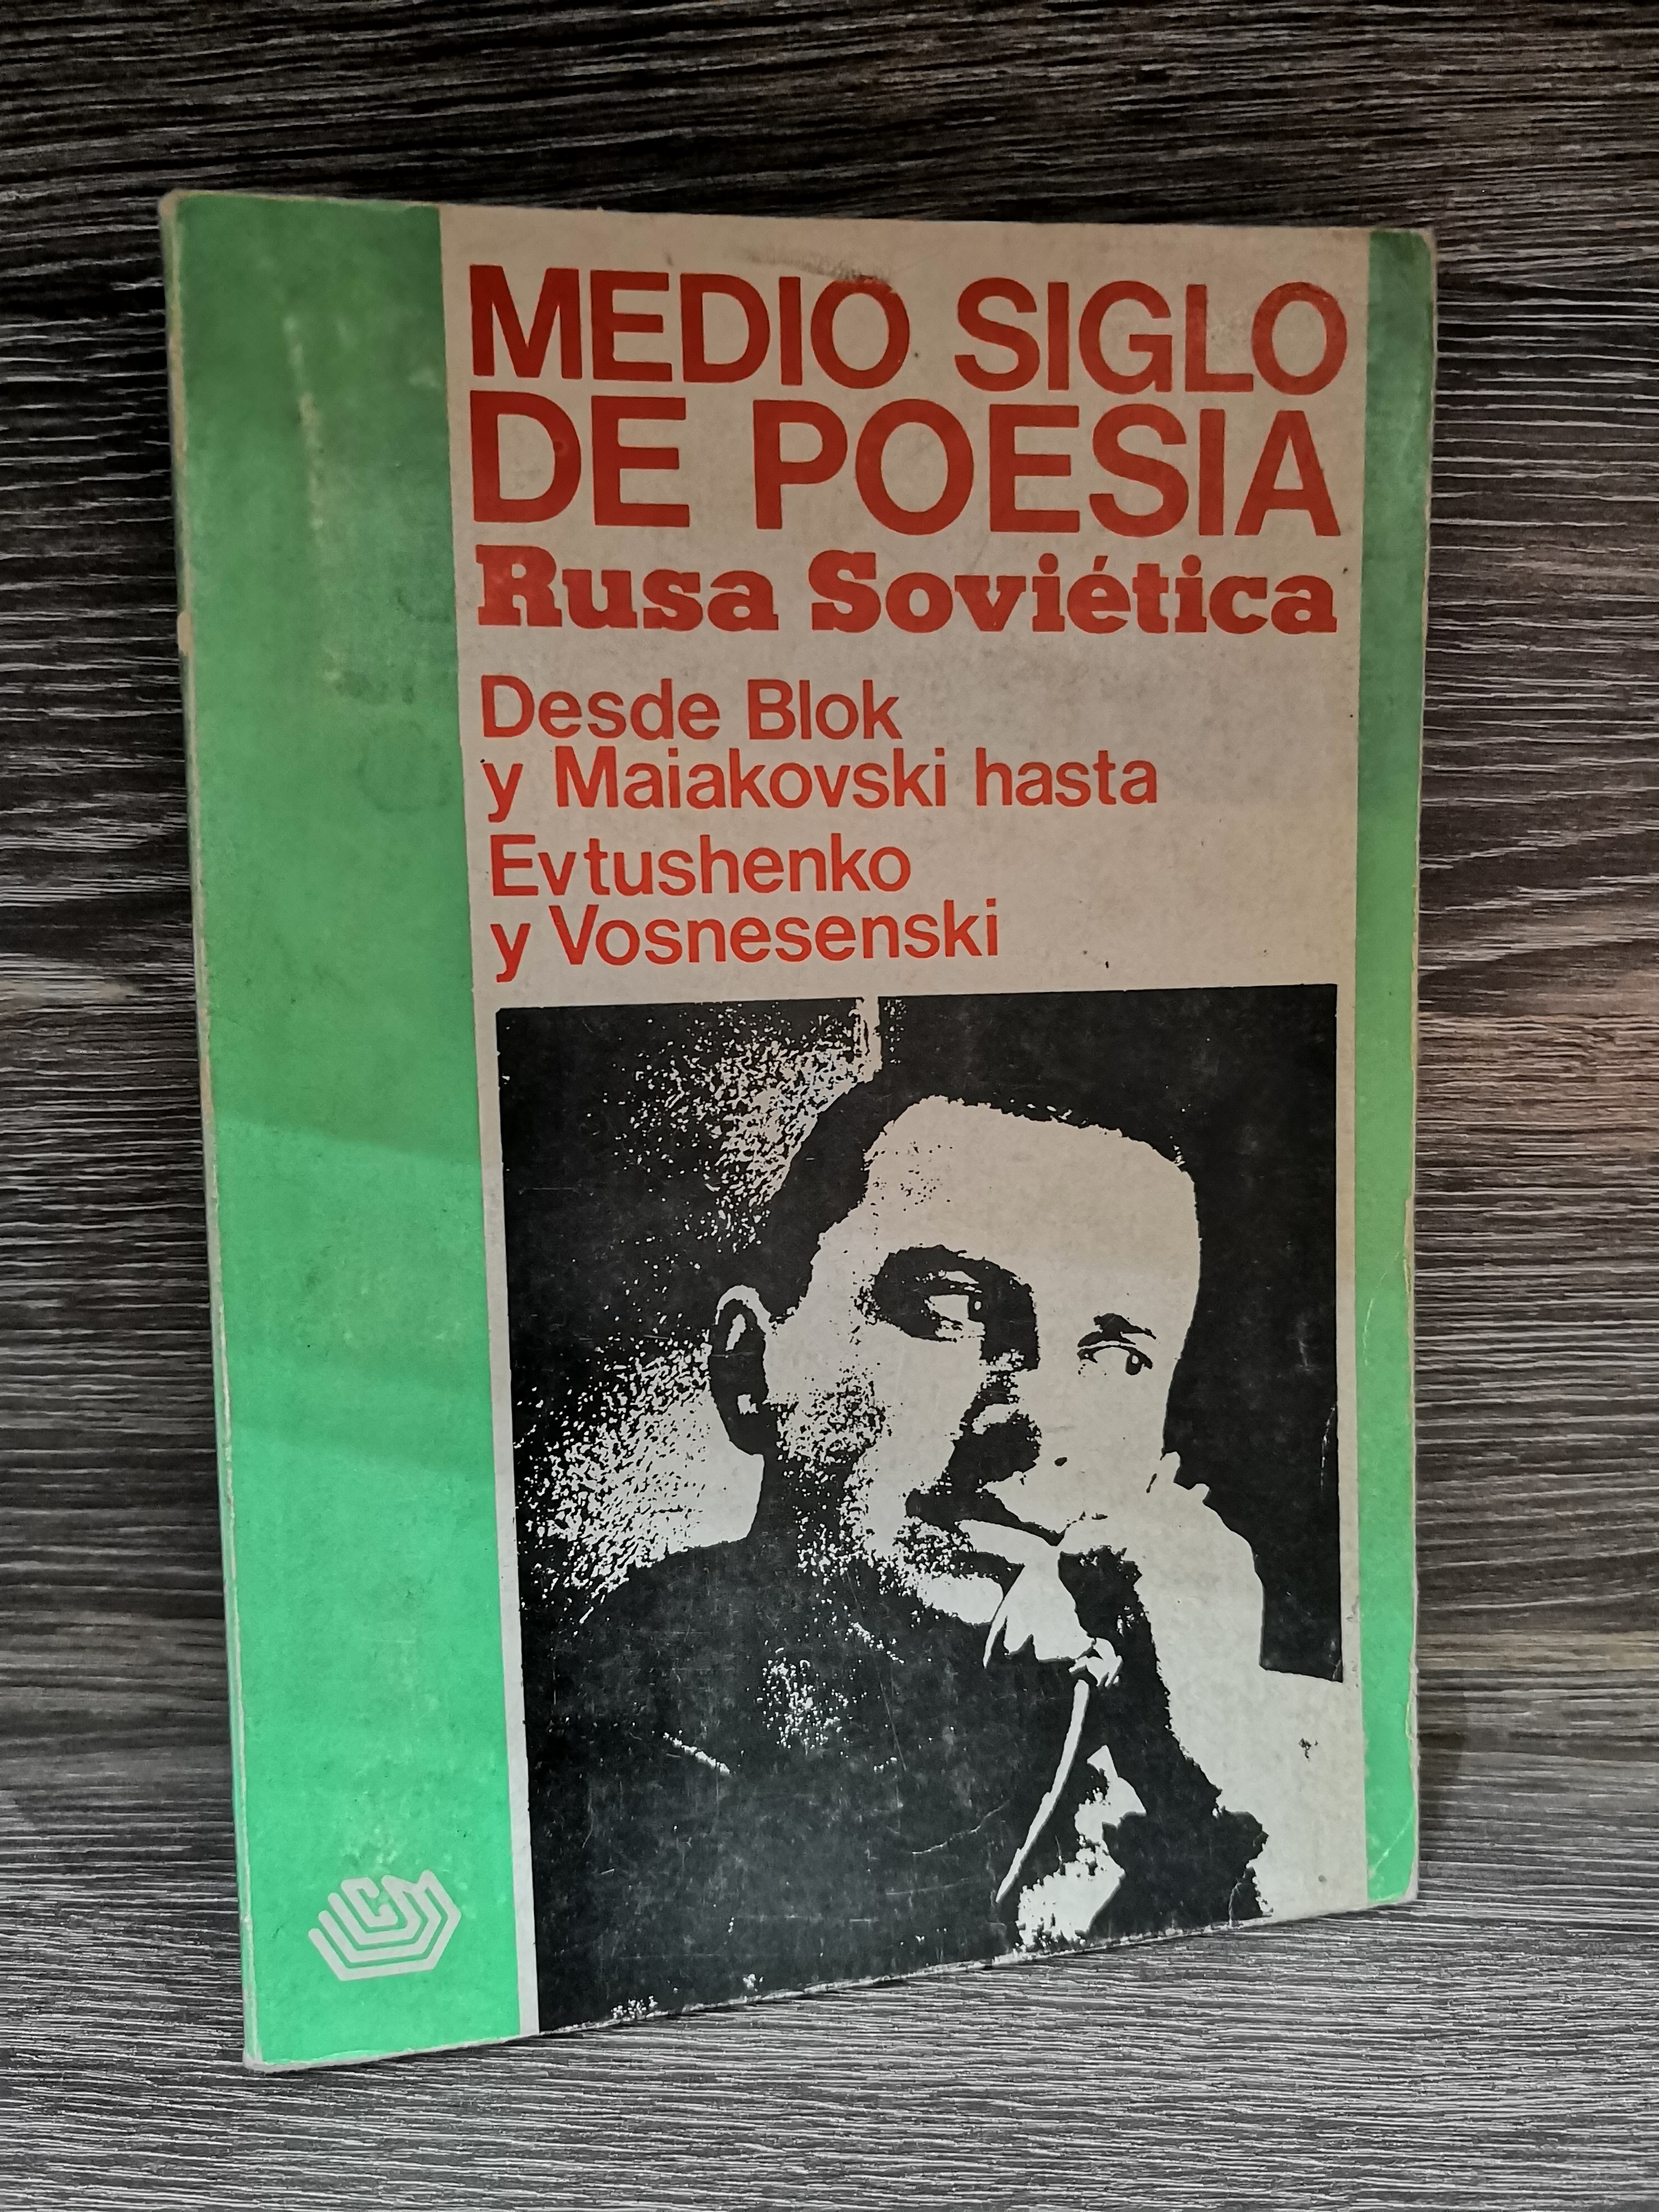 MEDIO SIGLO
DE POESIA
Rusa Soviética
Desde Blok
y Maiakovski hasta
Evtushenko
y Vosnesenski